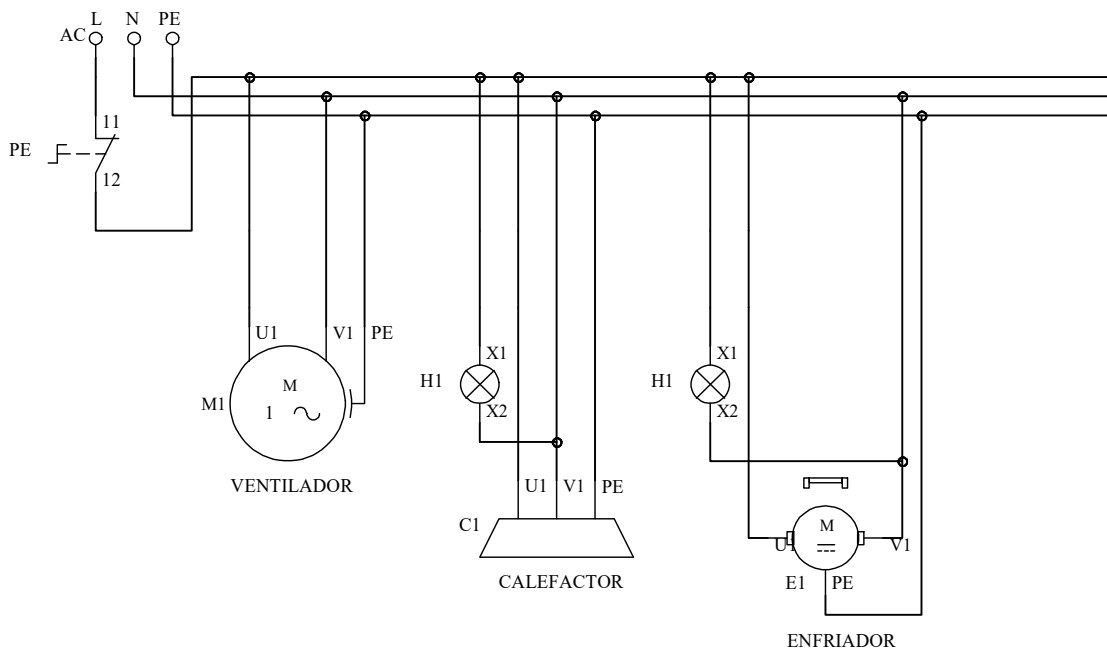 L N PE
AC
11
PE
12
U1 V1 PE
M
1
M1
VENTILADOR
X1
H1
X2
U1 V1 PE
C1
CALEFACTOR
X1
H1
X2
M
U1 V1
E1 PE
ENFRIADOR